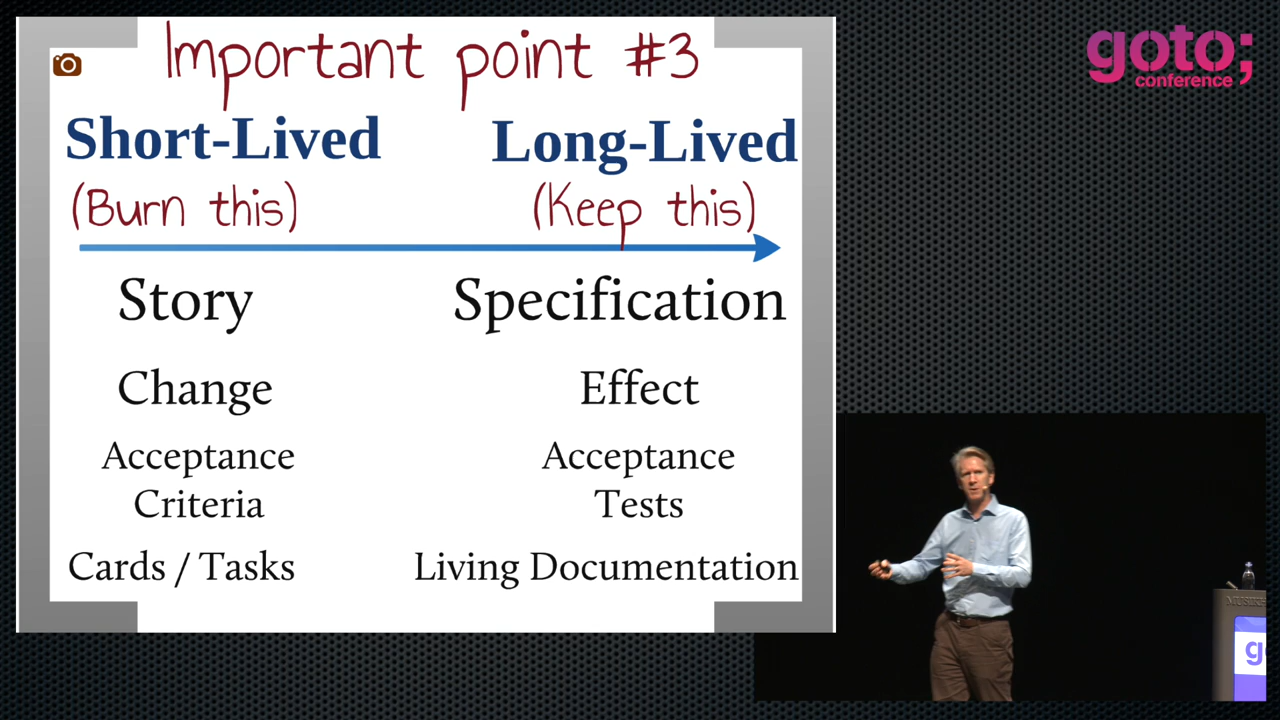 Important point #3
Short-Lived
Long-Lived
(Burn this)
(Keep this)
Story
Specification
Change
Effect
Acceptance
Criteria
Acceptance
Tests
Cards / Tasks
Living Documentation
goto;
conference